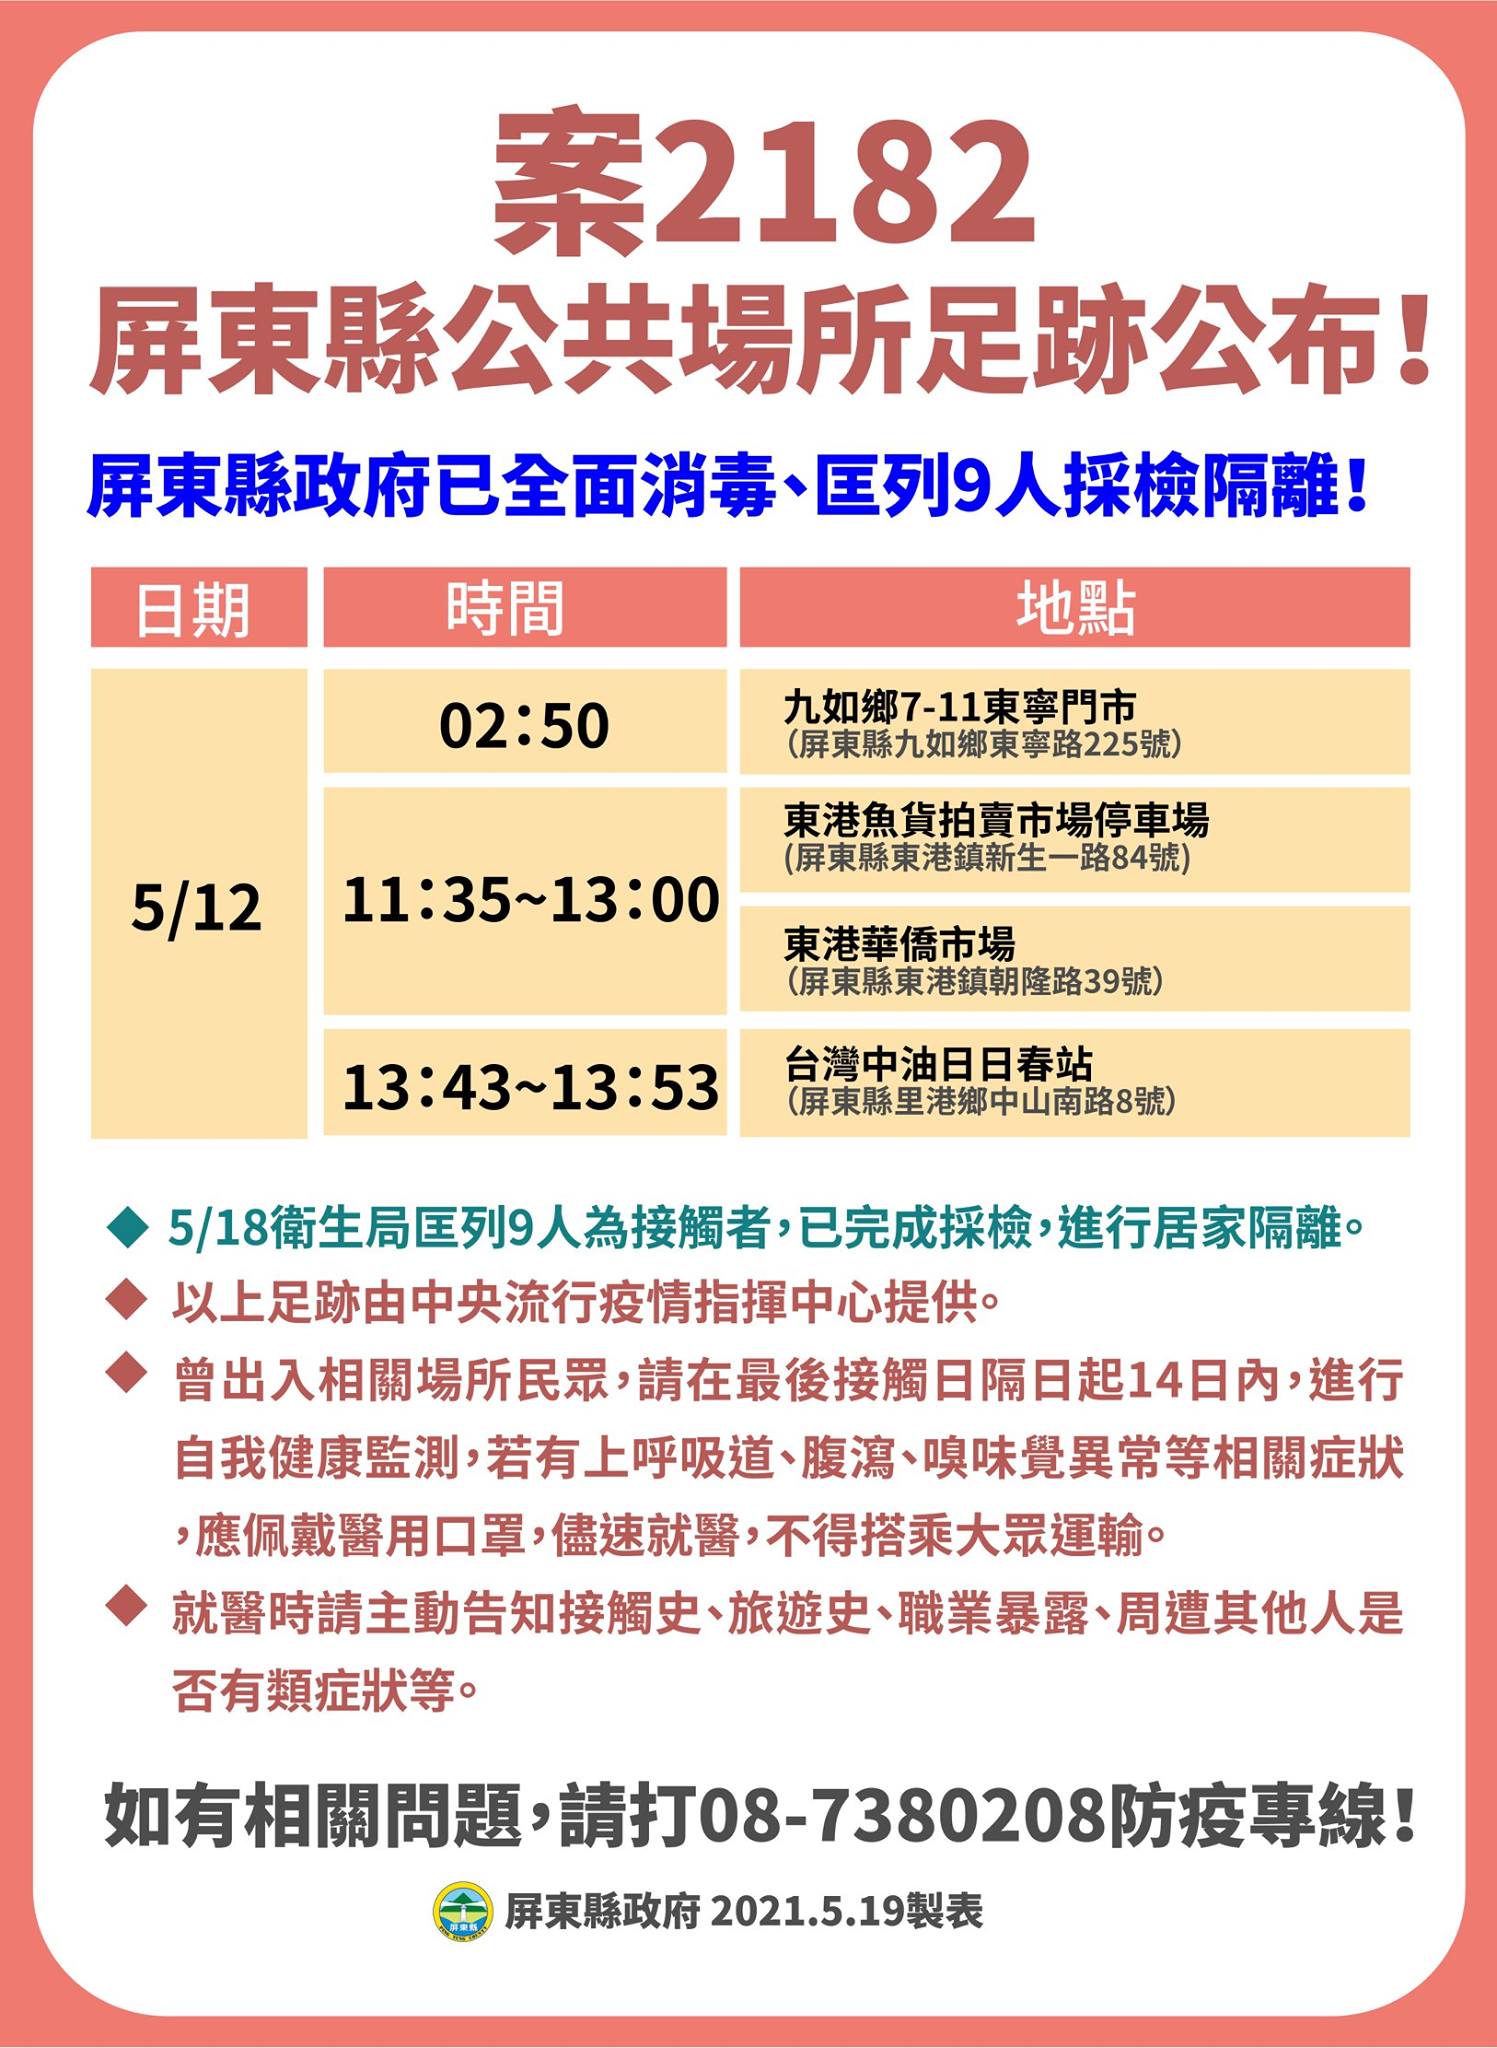 案2182
屏東縣公共場所足跡公布！
屏東縣政府已全面消毒、匡列9人採檢隔離！
日期 時間 地點
5/12
02：50
九如鄉7-11東寧門市
（屏東縣九如鄉東寧路225號）
11：35~13：00
東港魚貨拍賣市場停車場
(屏東縣東港鎮新生一路84號)
東港華僑市場
（屏東縣東港鎮朝隆路39號）
13：43~13：53
台灣中油日日春站
（屏東縣里港鄉中山南路8號）
◆ 5/18衛生局匡列9人為接觸者，已完成採檢，進行居家隔離。
◆ 以上足跡由中央流行疫情指揮中心提供。
◆ 曾出入相關場所民眾，請在最後接觸日隔日起14日內，進行
自我健康監測，若有上呼吸道、腹瀉、嗅味覺異常等相關症狀
，應佩戴醫用口罩，儘速就醫，不得搭乘大眾運輸。
◆ 就醫時請主動告知接觸史、旅遊史、職業暴露、周遭其他人是
否有類症狀等。
如有相關問題，請打08-7380208防疫專線！
屏東縣
屏東縣政府 2021.5.19製表